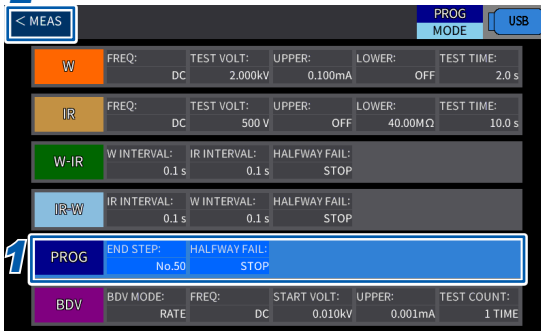 < MEAS
PROG
MODE
USB
W
FREQ: TEST VOLT: UPPER: LOWER: TEST TIME:
DC 2.000kV 0.100mA OFF 2.0 s
IR
FREQ: TEST VOLT: UPPER: LOWER: TEST TIME:
DC 500 V OFF 40.00MΩ 10.0 s
W-IR
W INTERVAL: IR INTERVAL: HALFWAY FAIL:
0.1 s 0.1 s STOP
IR-W
IR INTERVAL: W INTERVAL: HALFWAY FAIL:
0.1 s 0.1 s STOP
1
PROG
END STEP: HALFWAY FAIL:
No.50 STOP
BDV
BDV MODE: FREQ: START VOLT: UPPER: TEST COUNT:
RATE DC 0.010kV 0.001mA 1 TIME